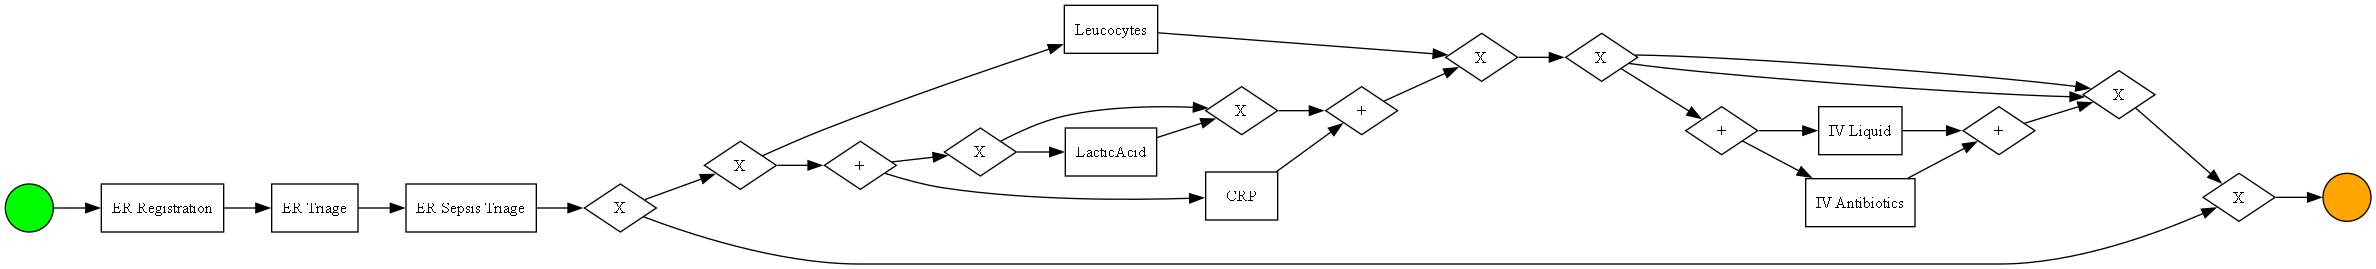 Leucocytes
X
X
X
X
LacticAcid
+
X
X
+
CRP
+
IV Liquid
+
X
ER Registration
ER Triage
ER Sepsis Triage
X
IV Antibiotics
X